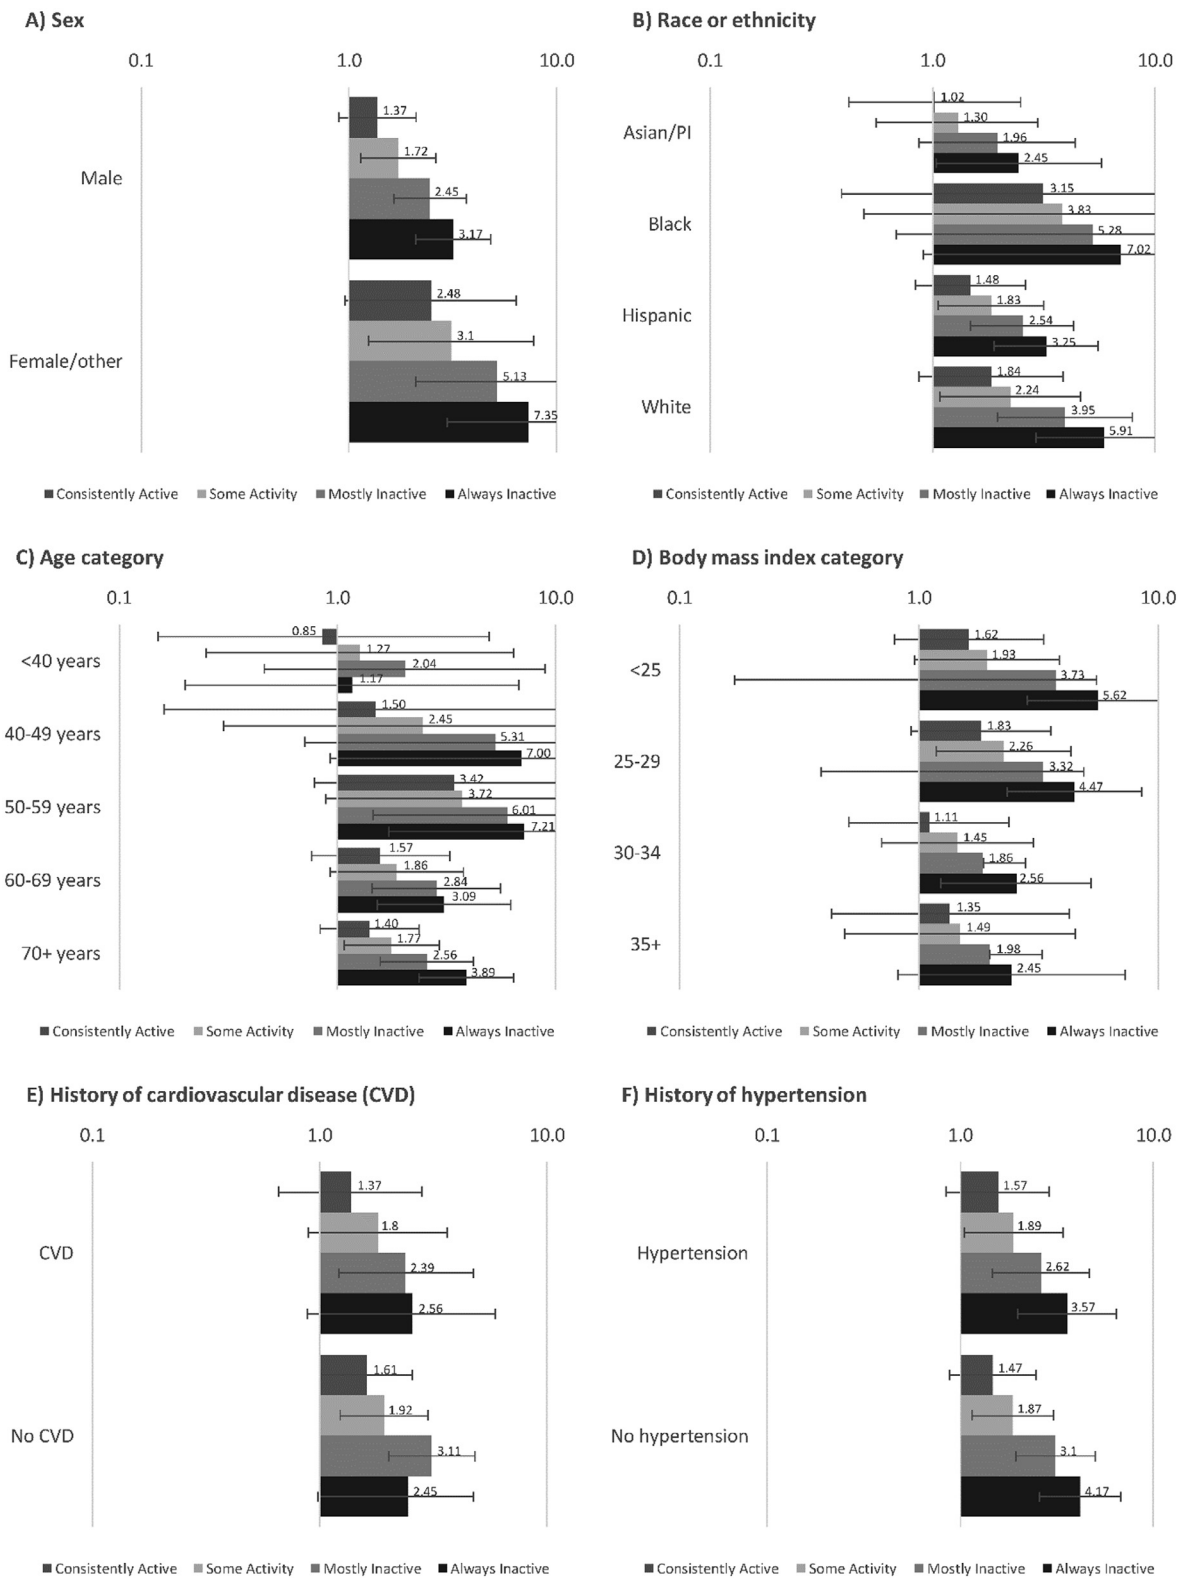 A) Sex
0.1 1.0 10.0
Male
1.37
1.72
2.45
3.17
Female/other
2.48
3.1
5.13
7.35
Consistently Active Some Activity Mostly Inactive Always Inactive
B) Race or ethnicity
0.1 1.0 10.0
Asian/PI
1.02
1.30
1.96
2.45
Black
3.15
3.83
5.28
7.02
Hispanic
1.48
1.83
2.54
3.25
White
1.84
2.24
3.95
5.91
Consistently Active Some Activity Mostly Inactive Always Inactive
C) Age category
0.1 1.0 10.0
<40 years
0.85
1.27
2.04
1.17
40-49 years
1.50
2.45
5.31
7.00
50-59 years
3.42
3.72
6.01
7.21
60-69 years
1.57
1.86
2.84
3.09
70+ years
1.40
1.77
2.56
3.89
Consistently Active Some Activity Mostly Inactive Always Inactive
D) Body mass index category
0.1 1.0 10.0
<25
1.62
1.93
3.73
5.62
25-29
1.83
2.26
3.32
4.47
30-34
1.11
1.45
1.86
2.56
35+
1.35
1.49
1.98
2.45
Consistently Active Some Activity Mostly Inactive Always Inactive
E) History of cardiovascular disease (CVD)
0.1 1.0 10.0
CVD
1.37
1.8
2.39
2.56
No CVD
1.61
1.92
3.11
2.45
Consistently Active Some Activity Mostly Inactive Always Inactive
F) History of hypertension
0.1 1.0 10.0
Hypertension
1.57
1.89
2.62
3.57
No hypertension
1.47
1.87
3.1
4.17
Consistently Active Some Activity Mostly Inactive Always Inactive